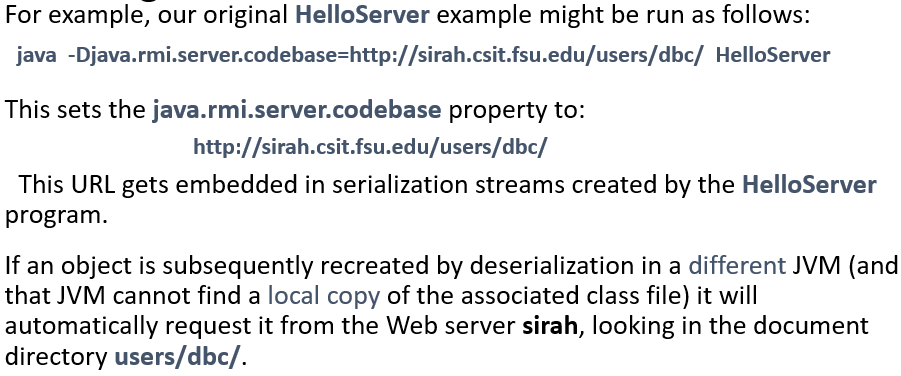 For example, our original HelloServer example might be run as follows:
java -Djava.rmi.server.codebase=http://sirah.csit.fsu.edu/users/dbc/ HelloServer
This sets the java.rmi.server.codebase property to:
http://sirah.csit.fsu.edu/users/dbc/
This URL gets embedded in serialization streams created by the HelloServer
program.
If an object is subsequently recreated by deserialization in a different JVM (and
that JVM cannot find a local copy of the associated class file) it will
automatically request it from the Web server sirah, looking in the document
directory users/dbc/.